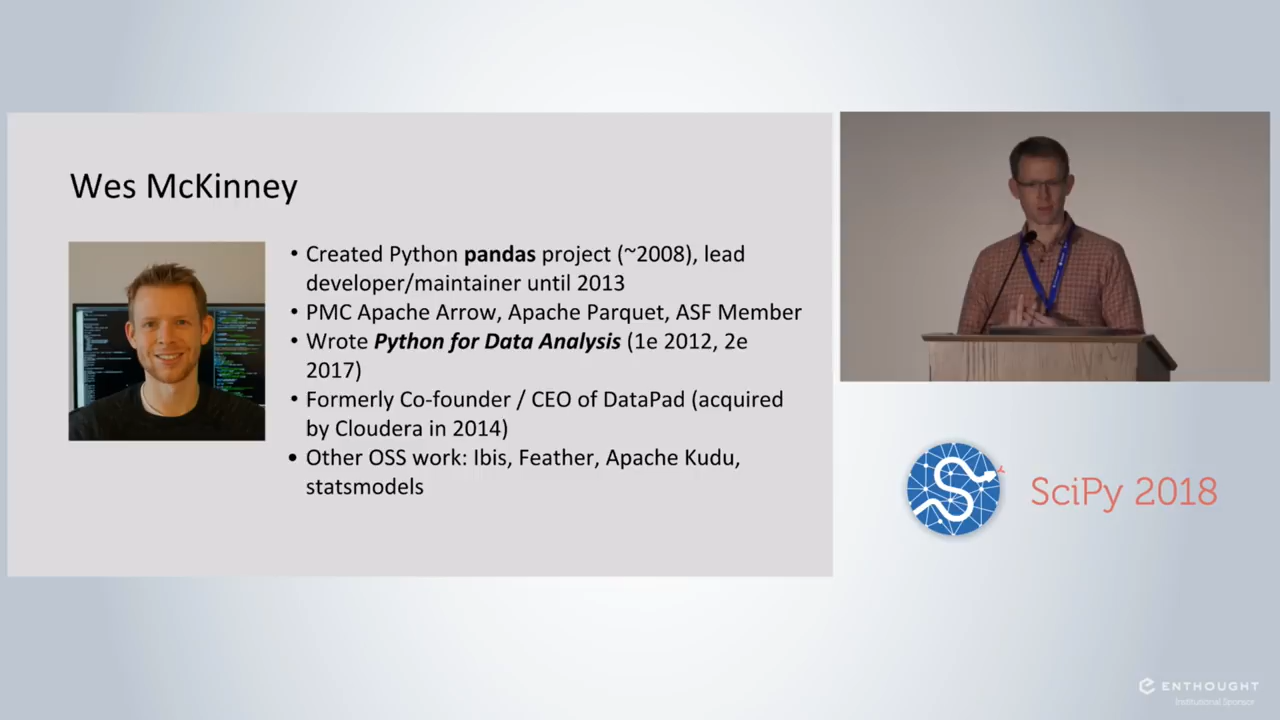 Wes McKinney
• Created Python pandas project (~2008), lead
developer/maintainer until 2013
• PMC Apache Arrow, Apache Parquet, ASF Member
• Wrote Python for Data Analysis (1e 2012, 2e
2017)
• Formerly Co-founder / CEO of DataPad (acquired
by Cloudera in 2014)
• Other OSS work: Ibis, Feather, Apache Kudu,
statsmodels
SciPy 2018
ENTHOUGHT
Institutional Sponsor